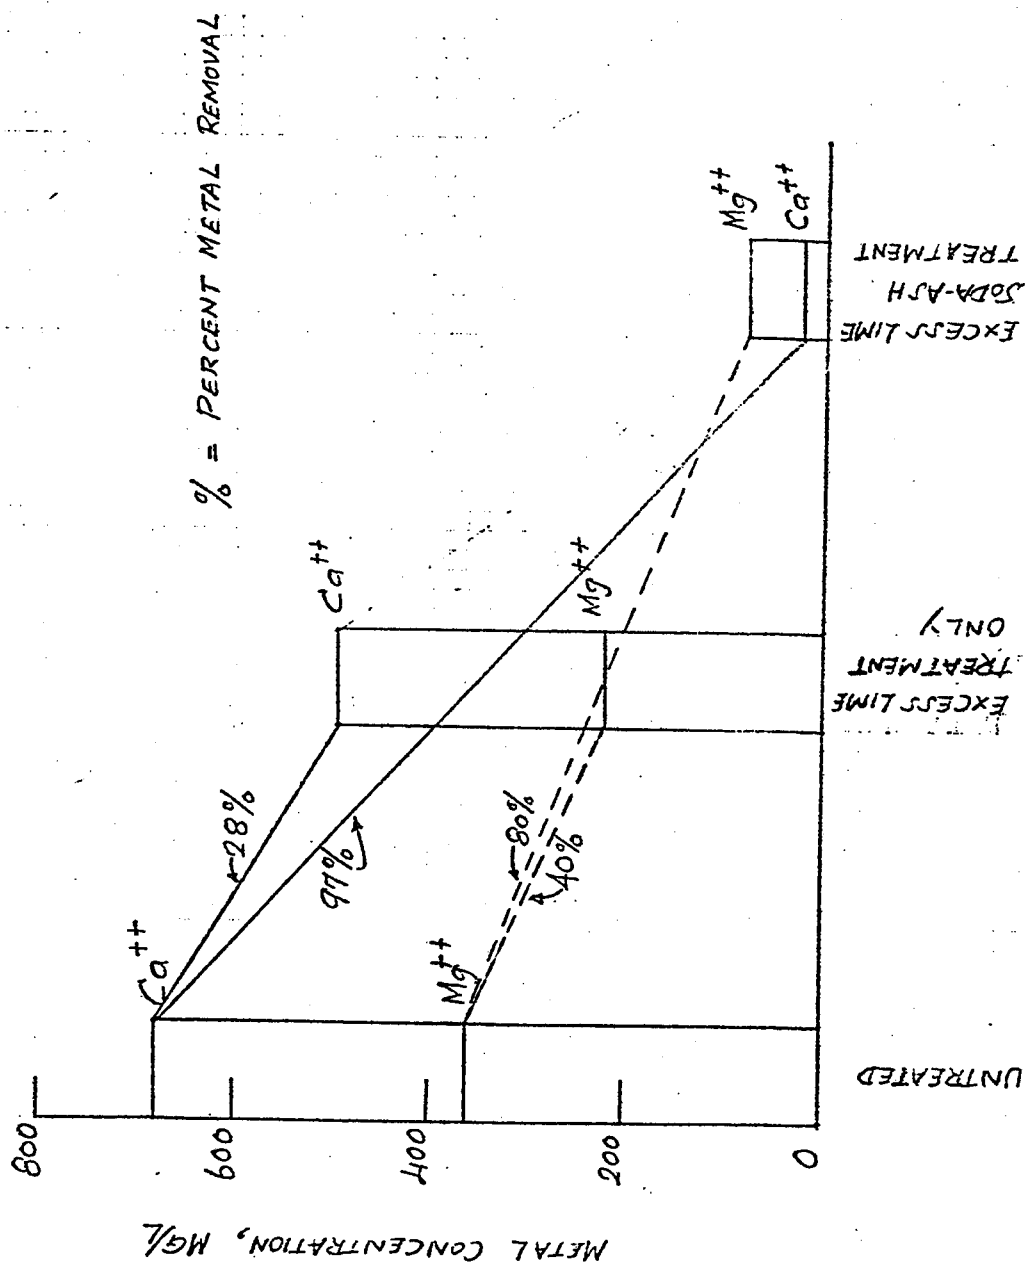 % = PERCENT METAL REMOVAL
METAL CONCENTRATION, MG/L
800
600
400
200
0
Ca++
28%
97%
Mg++
80%
40%
Ca++
Mg++
Mg++
Ca++
UNTREATED
EXCESS LIME
TREATMENT
ONLY
EXCESS LIME
SODA-ASH
TREATMENT